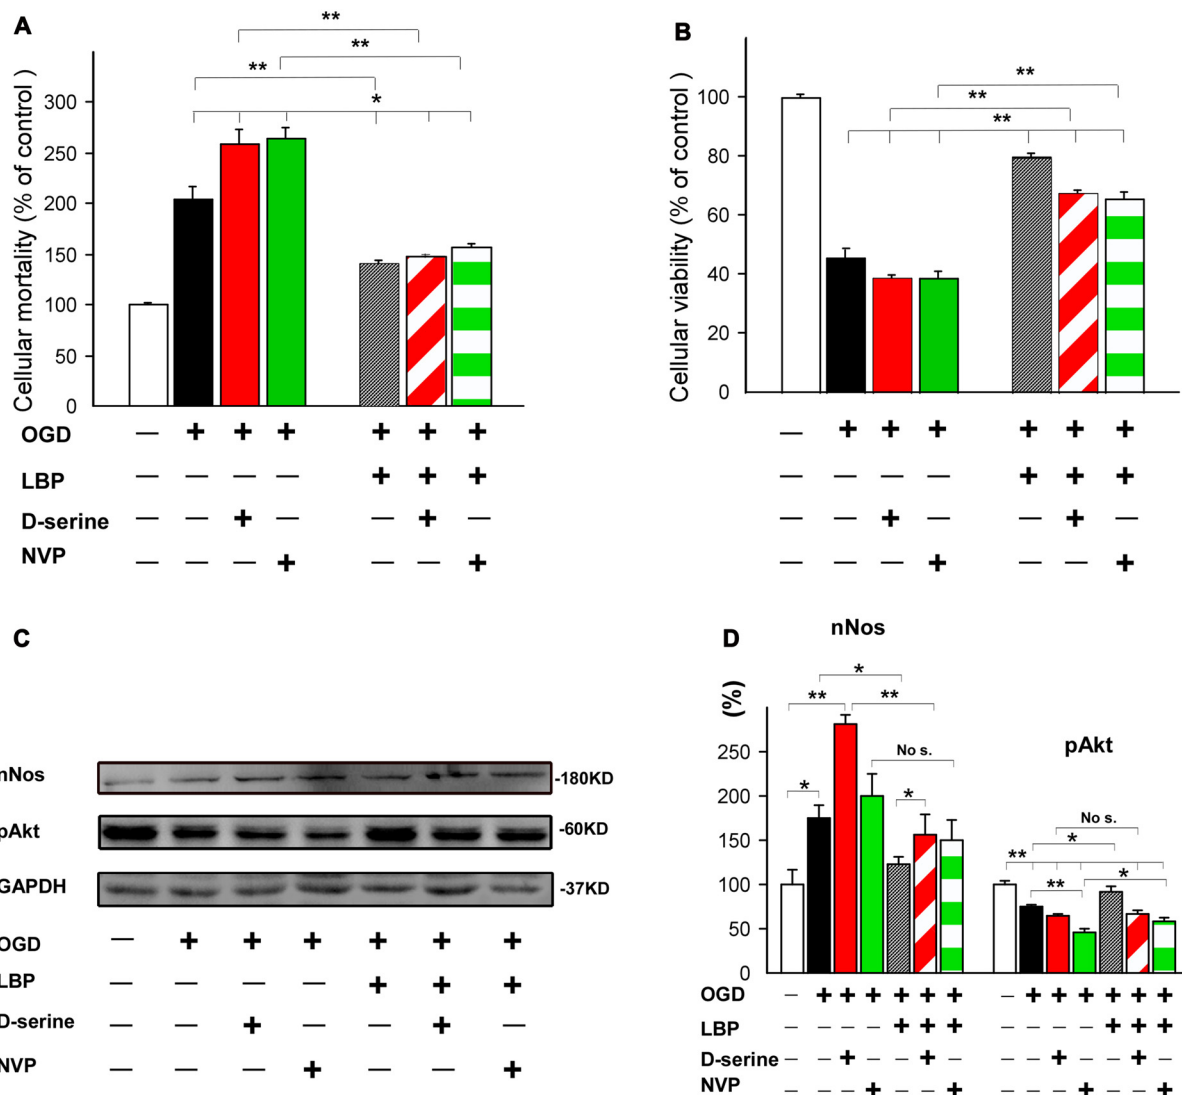 A
Cellular mortality (% of control )
300
250
200
150
100
50
0
**
**
**
*
OGD — + + + + + +
LBP — — — — + + +
D-serine — — + — — + —
NVP — — — + — — +
B
Cellular viability (% of control )
100
80
60
40
20
0
**
**
**
— + + + + + +
— — — — + + +
— — + — — + —
— — — + — — +
C
nNos
-180KD
pAkt
-60KD
GAPDH
-37KD
OGD — + + + + + +
LBP — — — — + + +
D-serine — — + — — + —
NVP — — — + — — +
D
nNos
(%)
250
200
150
100
50
0
*
** **
No s.
* *
pAkt
No s.
*
**
*
**
OGD – + + + + + + – + + + + + +
LBP – – – – + + + – – – – + + +
D-serine – – + – – + – – – + – – + –
NVP – – – + – – + – – – + – – +